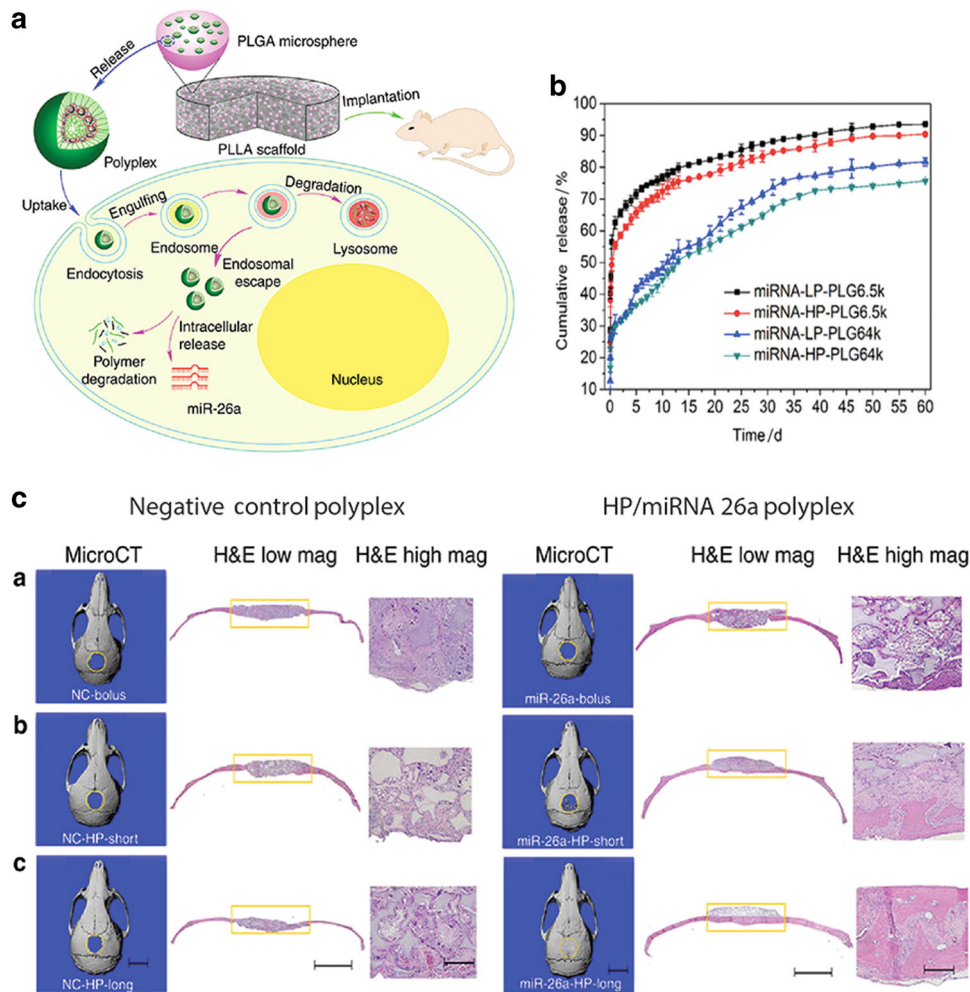 a
PLGA microsphere
Release
Implantation
PLLA scaffold
Polyplex
Uptake
Engulfing
Degradation
Endosome
Lysosome
Endocytosis
Endosomal
escape
Intracellular
release
Polymer
degradation
miR-26a
Nucleus
b
Cumulative release/%
100
90
80
70
60
50
40
30
20
10
miRNA-LP-PLG6.5k
miRNA-HP-PLG6.5k
miRNA-LP-PLG64k
miRNA-HP-PLG64k
0 5 10 15 20 25 30 35 40 45 50 55 60
Time/d
c
Negative control polyplex HP/miRNA 26a polyplex
MicroCT H&E low mag H&E high mag MicroCT H&E low mag H&E high mag
a
NC-bolus miR-26a-bolus
b
NC-HP-short miR-26a-HP-short
c
NC-HP-long miR-26a-HP-long